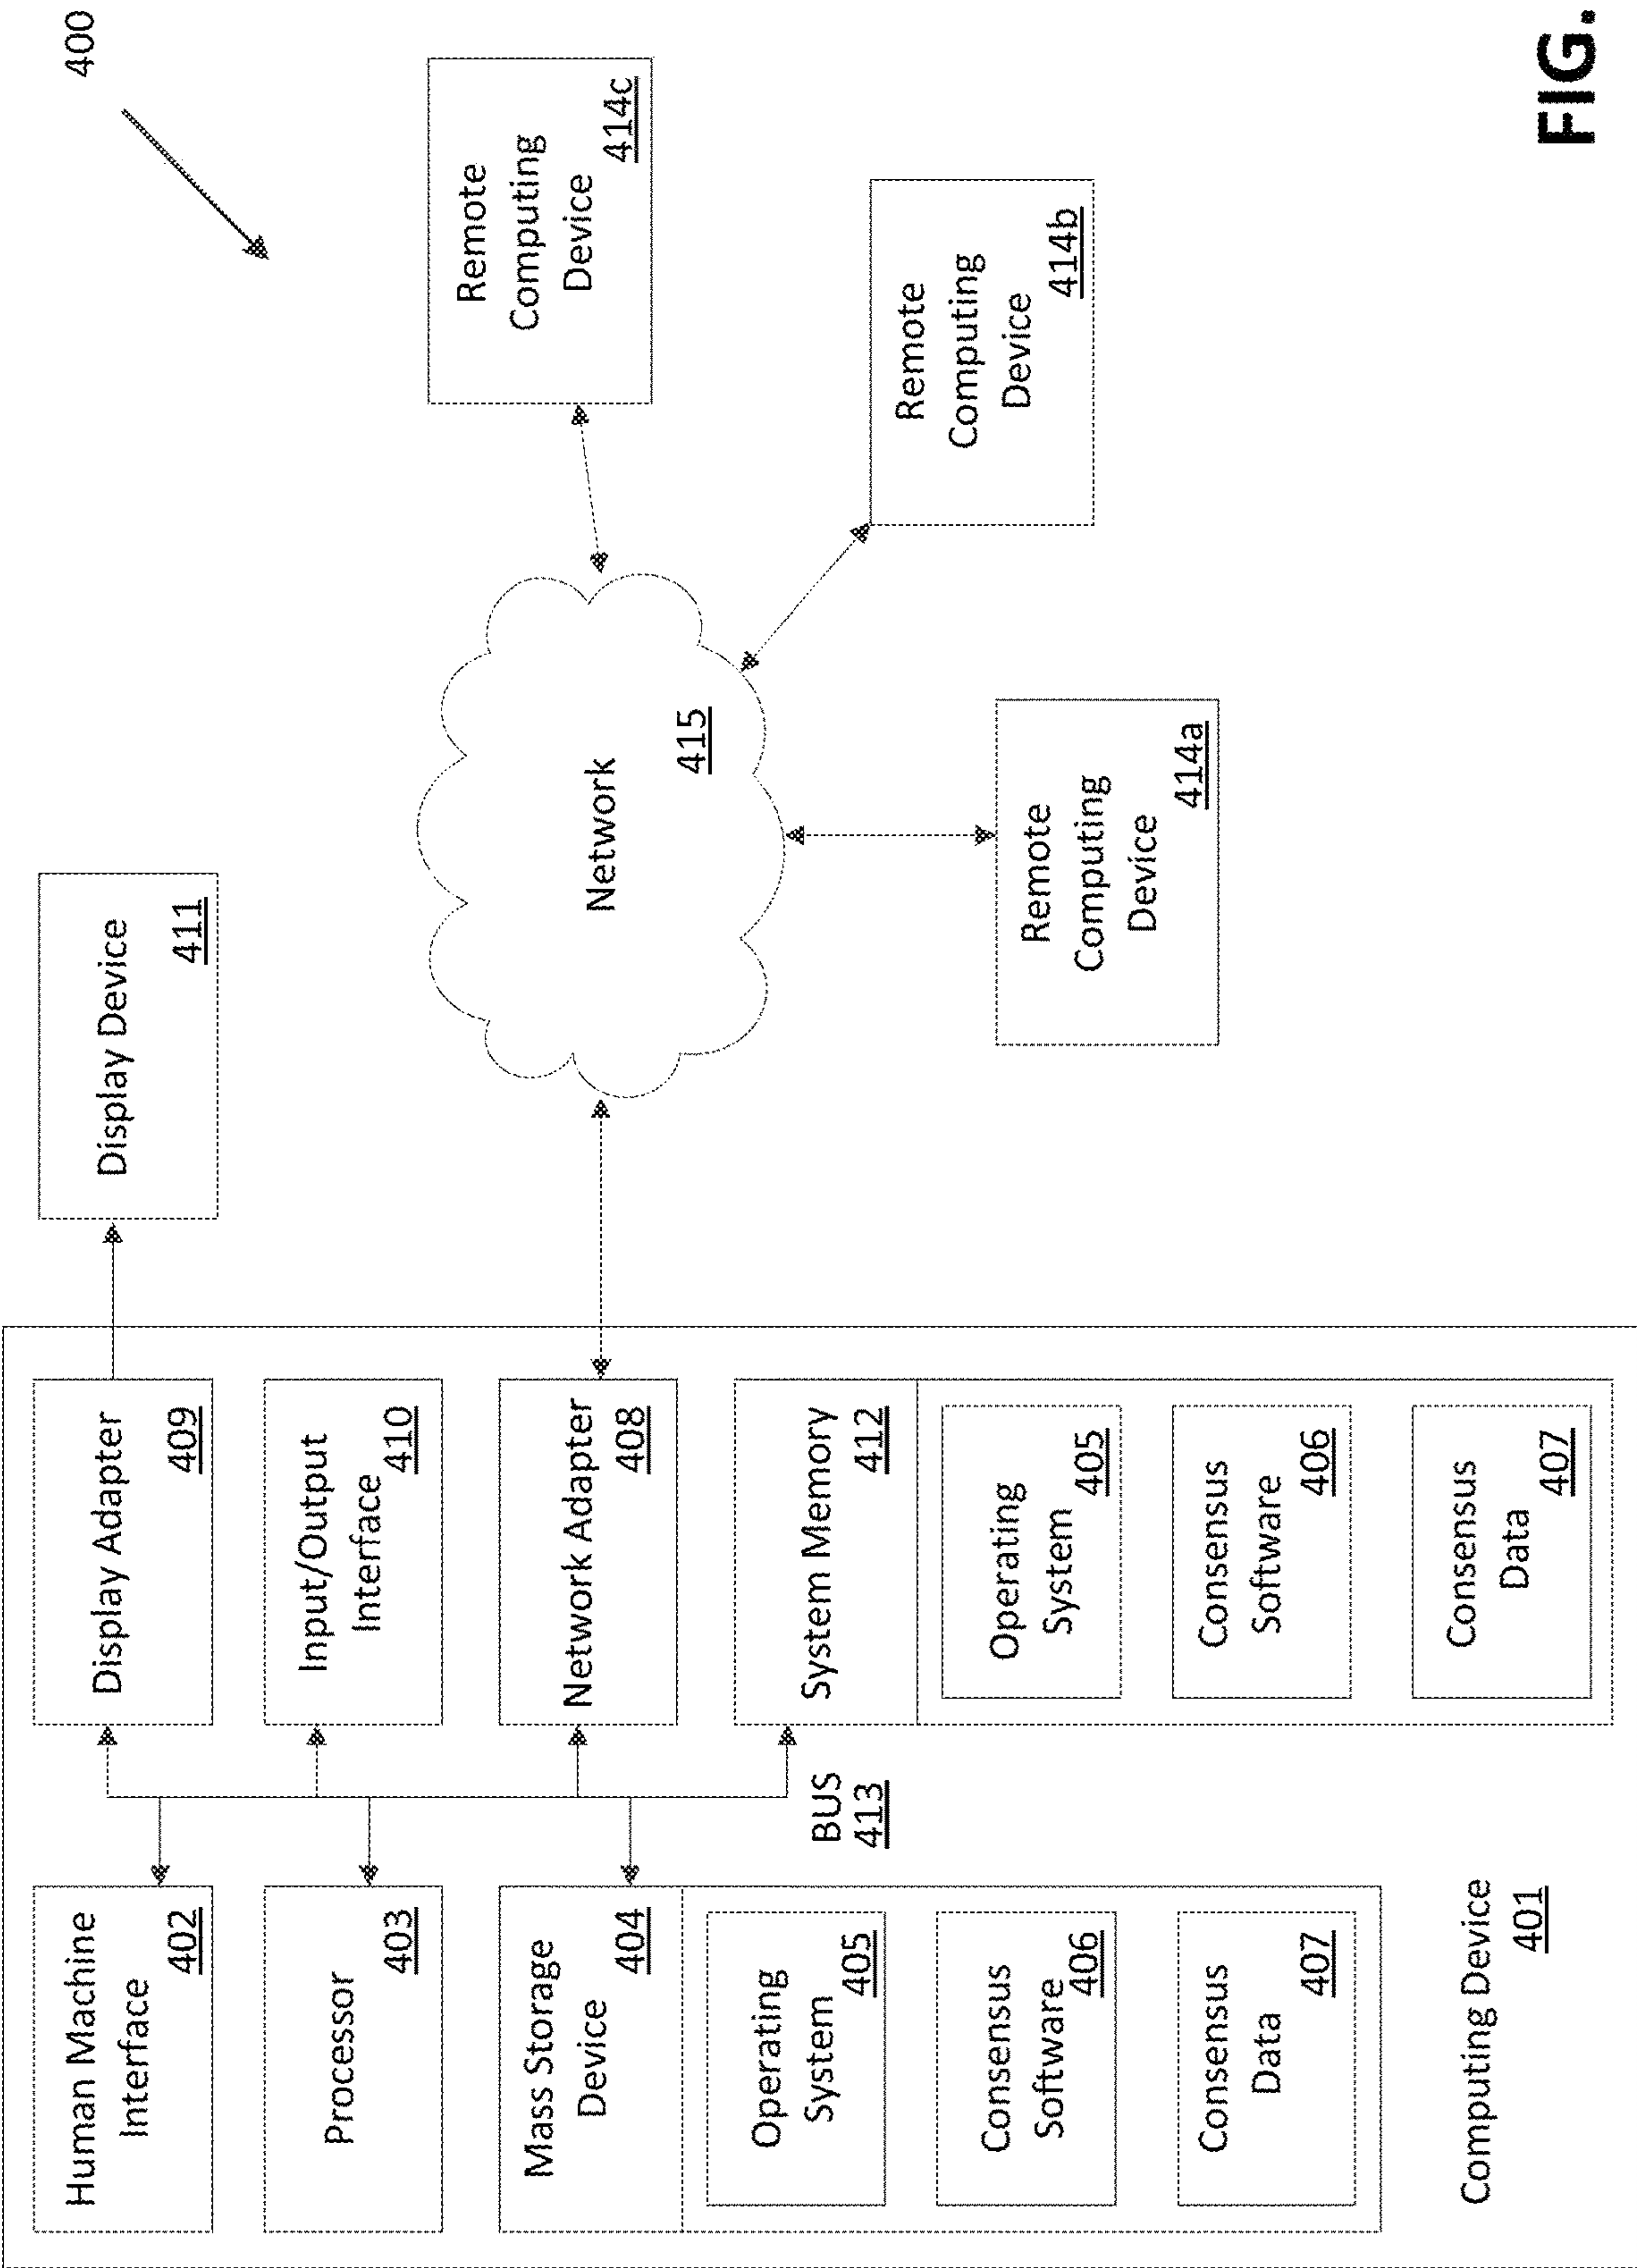 400
Human Machine
Interface
402
Processor
403
Mass Storage
Device
404
Operating
System
405
Consensus
Software
406
Consensus
Data
407
Computing Device
401
BUS
413
Display Adapter
409
Input/Output
Interface
410
Network Adapter
408
System Memory
412
Operating
System
405
Consensus
Software
406
Consensus
Data
407
Display Device
411
Network
415
Remote
Computing
Device
414a
Remote
Computing
Device
414b
Remote
Computing
Device
414c
FIG.